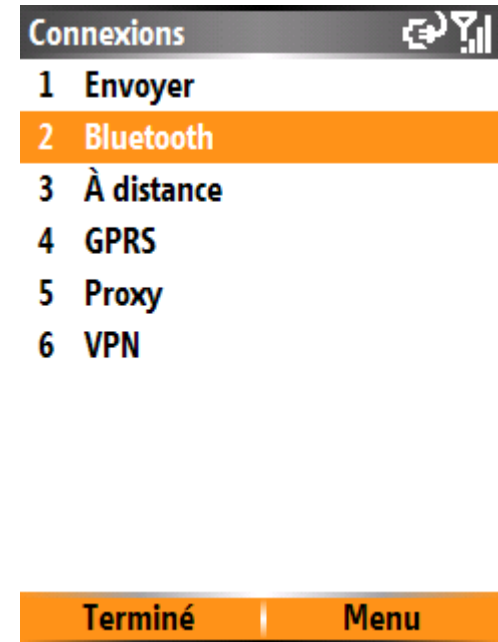 Connexions
1 Envoyer
2 Bluetooth
3 À distance
4 GPRS
5 Proxy
6 VPN
Terminé Menu